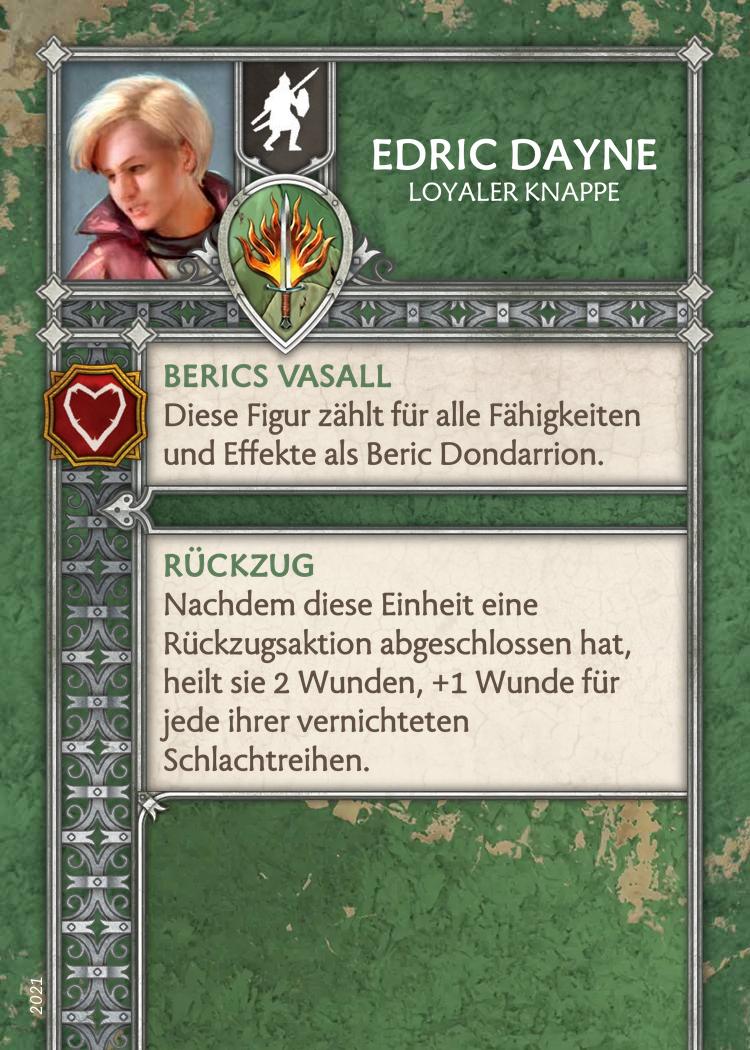 EDRIC DAYNE
LOYALER KNAPPE
BERICS VASALL
Diese Figur zählt für alle Fähigkeiten
und Effekte als Beric Dondarrion.
RÜCKZUG
Nachdem diese Einheit eine
Rückzugsaktion abgeschlossen hat,
heilt sie 2 Wunden, +1 Wunde für
jede ihrer vernichteten
Schlachtreihen.
2021